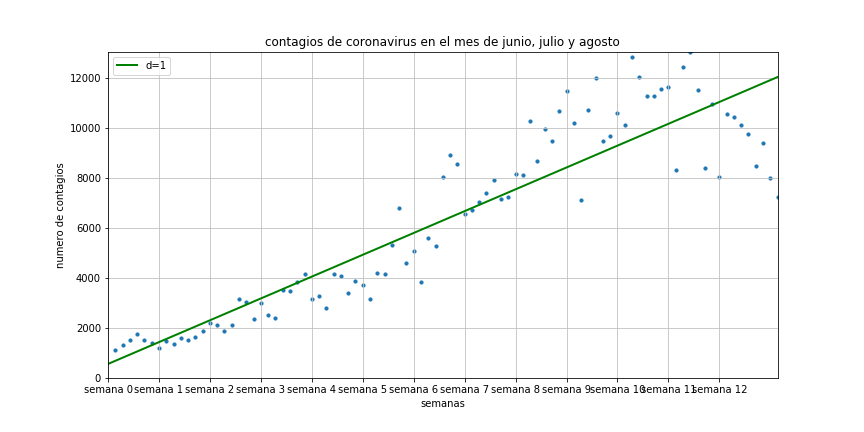 contagios de coronavirus en el mes de junio, julio y agosto
d=1
numero de contagios
12000
10000
8000
6000
4000
2000
0
semana 0 semana 1 semana 2 semana 3 semana 4 semana 5 semana 6 semana 7 semana 8 semana 9 semana 10 semana 11 semana 12
semanas